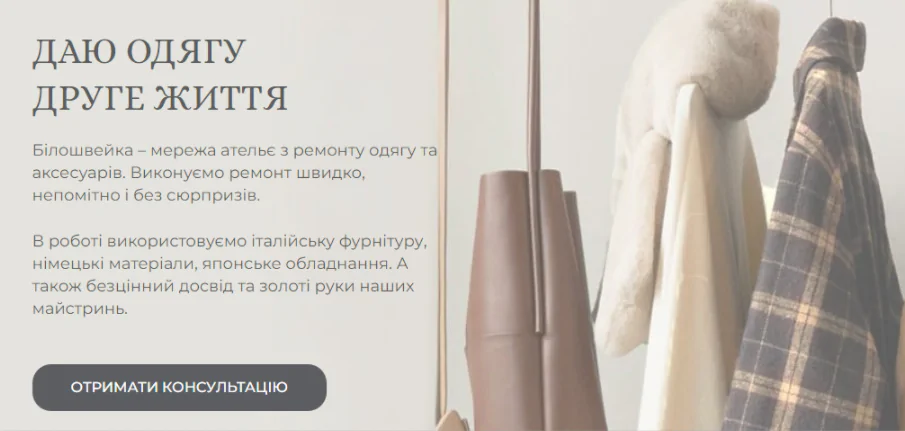 ДАЮ ОДЯГУ
ДРУГЕ ЖИТТЯ
Білошвейка – мережа ательє з ремонту одягу та
аксесуарів. Виконуємо ремонт швидко,
непомітно і без сюрпризів.
В роботі використовуємо італійську фурнітуру,
німецькі матеріали, японське обладнання. А
також безцінний досвід та золоті руки наших
майстринь.
ОТРИМАТИ КОНСУЛЬТАЦІЮ